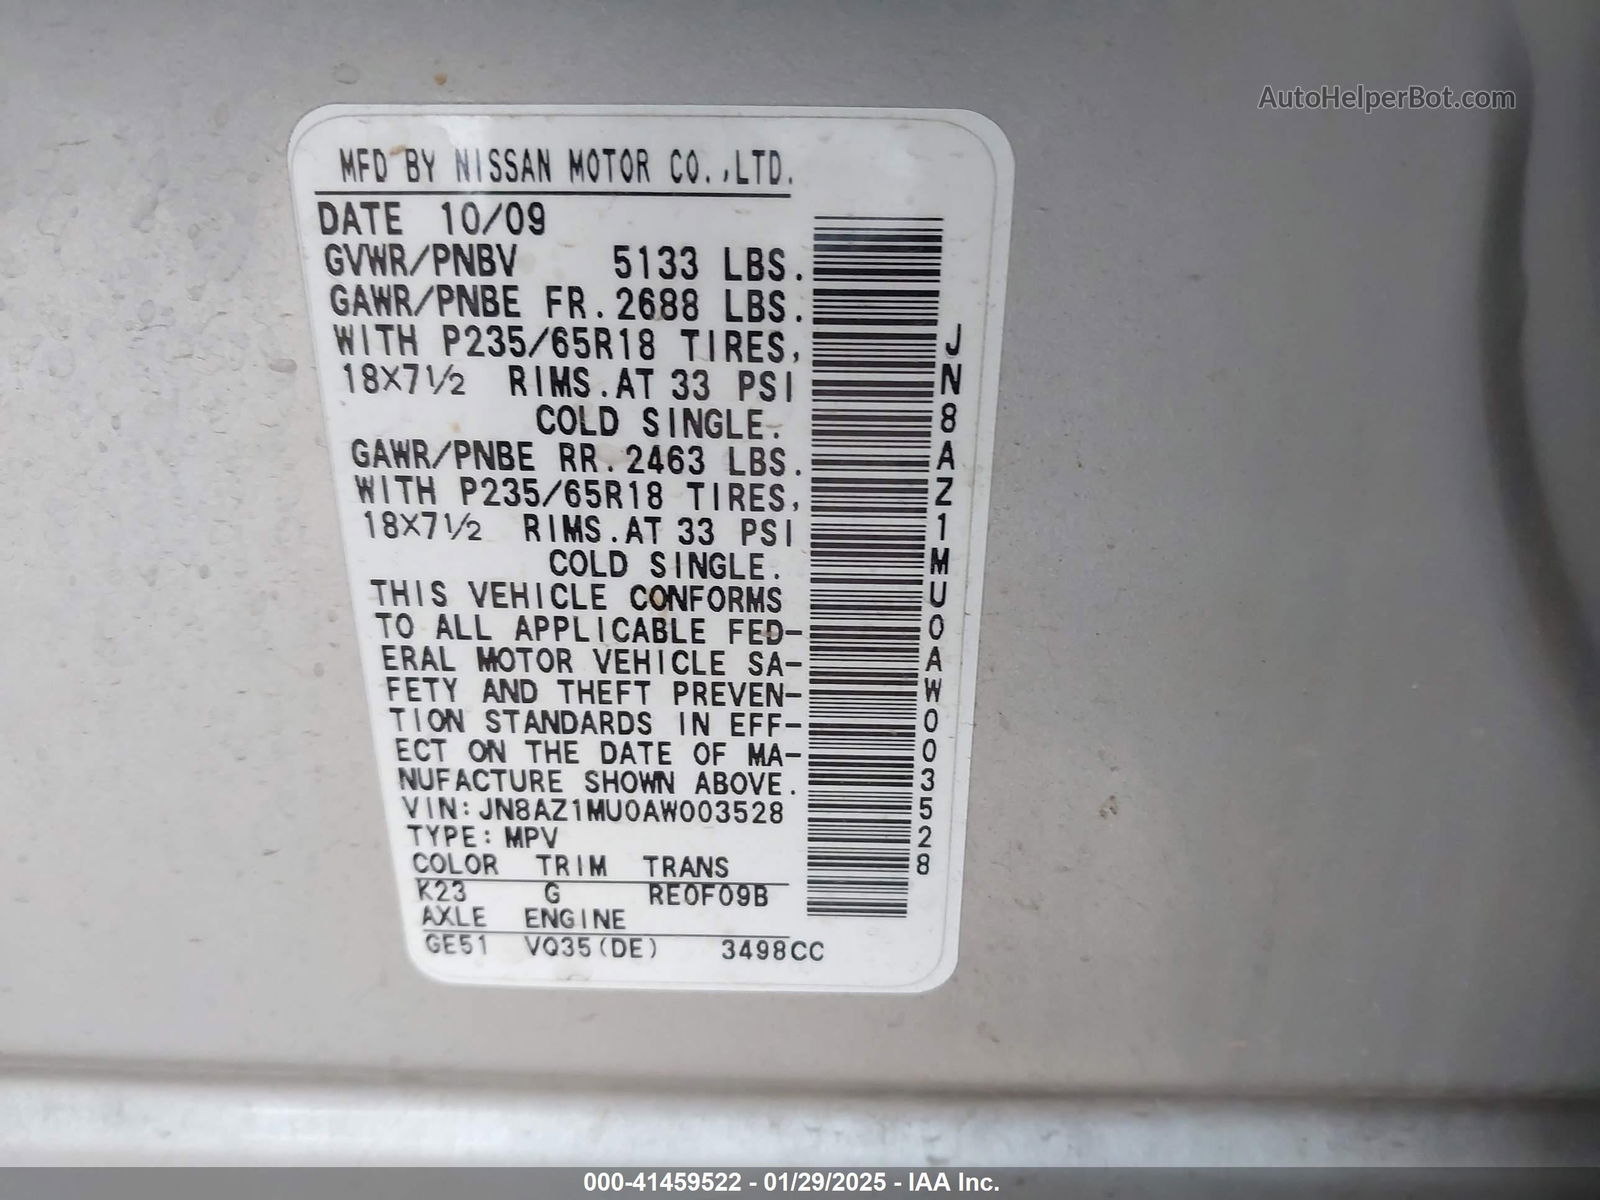 AutoHelperBot.com
MFD BY NISSAN MOTOR CO.,LTD.
DATE 10/09
GVWR/PNBV 5133 LBS.
GAWR/PNBE FR. 2688 LBS.
WITH P235/65R18 TIRES,
18X7½ RIMS.AT 33 PSI
COLD SINGLE.
GAWR/PNBE RR. 2463 LBS.
WITH P235/65R18 TIRES,
18X7½ RIMS.AT 33 PSI
COLD SINGLE.
THIS VEHICLE CONFORMS
TO ALL APPLICABLE FED-
ERAL MOTOR VEHICLE SA-
FETY AND THEFT PREVEN-
TION STANDARDS IN EFF-
ECT ON THE DATE OF MA-
NUFACTURE SHOWN ABOVE.
VIN: JN8AZ1MU0AW003528
TYPE: MPV
COLOR TRIM TRANS
K23 G RE0F09B
AXLE ENGINE
GE51 VQ35(DE) 3498CC
JN8AZ1MU0AW003528
000-41459522 - 01/29/2025 - IAA Inc.